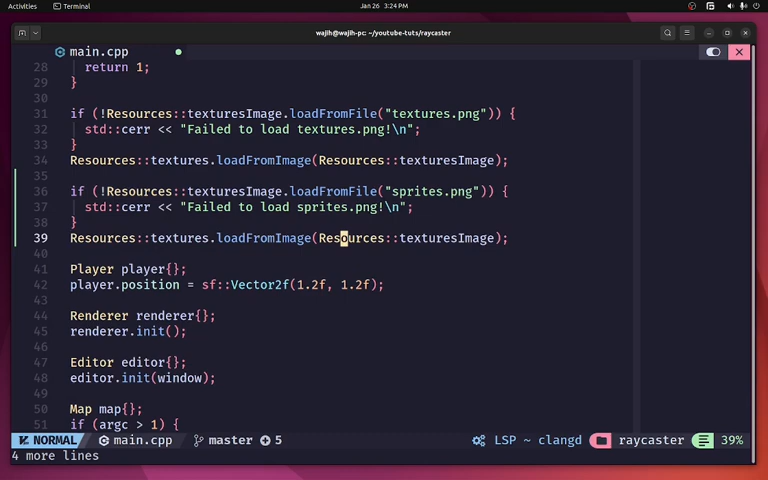 Activities Terminal Jan 26 3:24 PM
wajih@wajih-pc: ~/youtube-tuts/raycaster
main.cpp
28 return 1;
29 }
30
31 if (!Resources::texturesImage.loadFromFile("textures.png")) {
32 std::cerr << "Failed to load textures.png!\n";
33 }
34 Resources::textures.loadFromImage(Resources::texturesImage);
35
36 if (!Resources::texturesImage.loadFromFile("sprites.png")) {
37 std::cerr << "Failed to load sprites.png!\n";
38 }
39 Resources::textures.loadFromImage(Resources::texturesImage);
40
41 Player player{};
42 player.position = sf::Vector2f(1.2f, 1.2f);
43
44 Renderer renderer{};
45 renderer.init();
46
47 Editor editor{};
48 editor.init(window);
49
50 Map map{};
51 if (argc > 1) {
NORMAL main.cpp master 5 LSP ~ clangd raycaster 39%
4 more lines